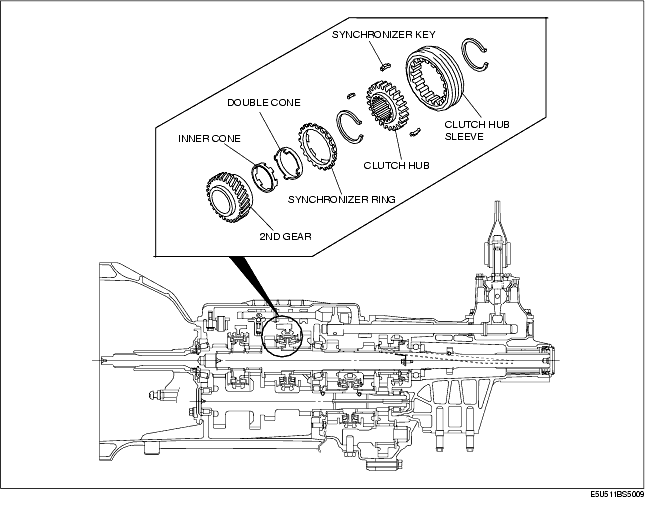 SYNCHRONIZER KEY
DOUBLE CONE
INNER CONE
CLUTCH HUB
SLEEVE
CLUTCH HUB
SYNCHRONIZER RING
2ND GEAR
E5U511BS5009